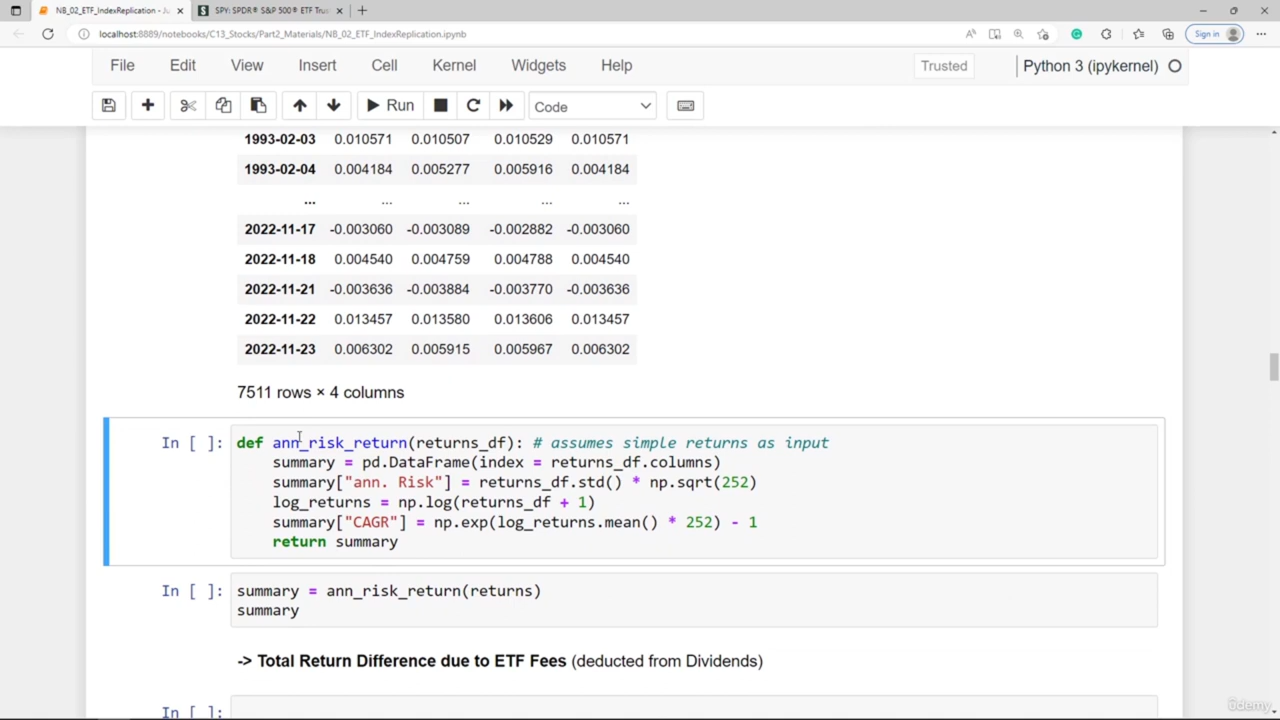 NB_02_ETF_IndexReplication - Ju
SPY: SPDR® S&P 500® ETF Trus
localhost:8889/notebooks/C13_Stocks/Part2_Materials/NB_02_ETF_IndexReplication.ipynb
Sign in
File Edit View Insert Cell Kernel Widgets Help
Trusted
Python 3 (ipykernel)
Run
Code
1993-02-03 0.010571 0.010507 0.010529 0.010571
1993-02-04 0.004184 0.005277 0.005916 0.004184
... ... ... ... ...
2022-11-17 -0.003060 -0.003089 -0.002882 -0.003060
2022-11-18 0.004540 0.004759 0.004788 0.004540
2022-11-21 -0.003636 -0.003884 -0.003770 -0.003636
2022-11-22 0.013457 0.013580 0.013606 0.013457
2022-11-23 0.006302 0.005915 0.005967 0.006302
7511 rows × 4 columns
In [ ]: def ann_risk_return(returns_df): # assumes simple returns as input
summary = pd.DataFrame(index = returns_df.columns)
summary["ann. Risk"] = returns_df.std() * np.sqrt(252)
log_returns = np.log(returns_df + 1)
summary["CAGR"] = np.exp(log_returns.mean() * 252) - 1
return summary
In [ ]: summary = ann_risk_return(returns)
summary
-> Total Return Difference due to ETF Fees (deducted from Dividends)
In [ ]:
Udemy